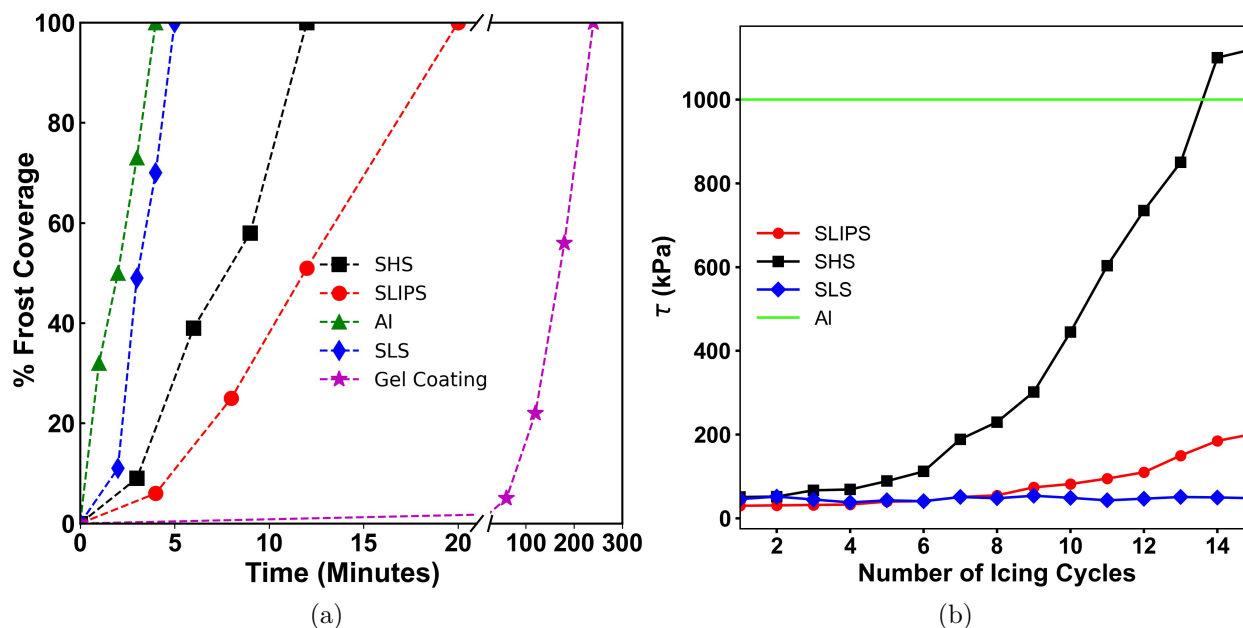 100
80
60
40
20
0
% Frost Coverage
0 5 10 15 20 100 200 300
Time (Minutes)
SHS
SLIPS
Al
SLS
Gel Coating
(a)
1000
800
600
400
200
0
τ (kPa)
2 4 6 8 10 12 14
Number of Icing Cycles
SLIPS
SHS
SLS
Al
(b)